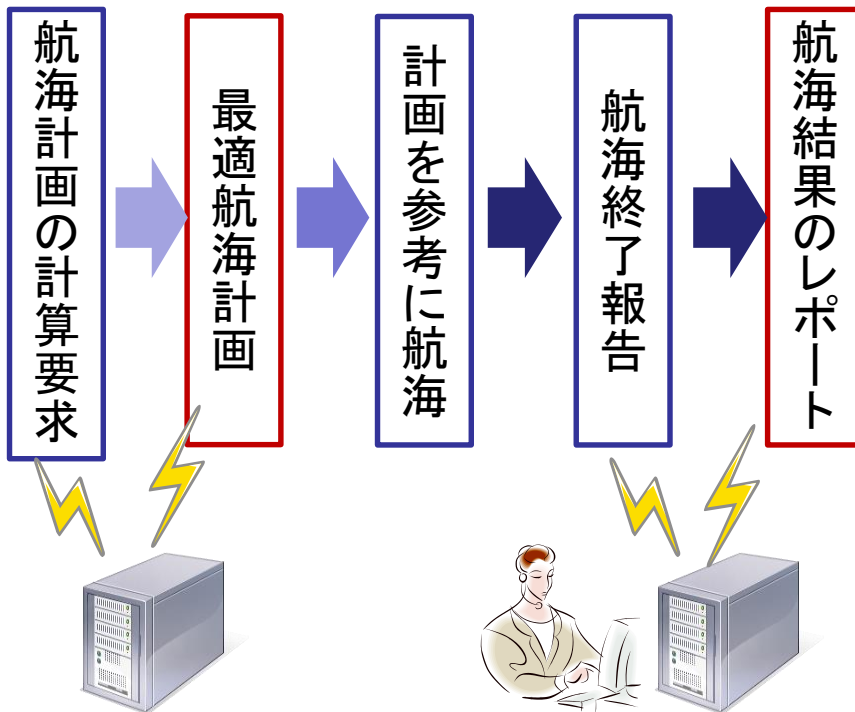 航海計画の計算要求
最適航海計画
計画を参考に航海
航海終了報告
航海結果のレポート